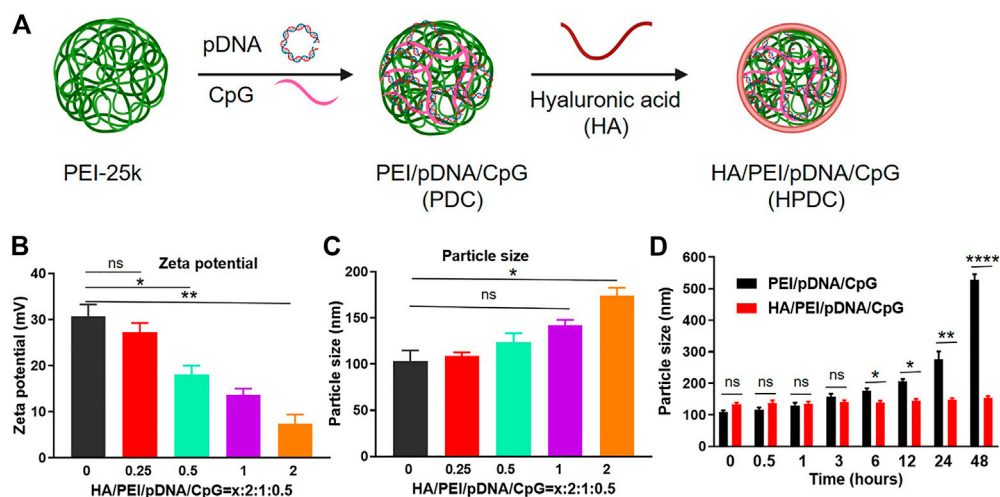 A
pDNA
CpG
Hyaluronic acid
(HA)
PEI-25k
PEI/pDNA/CpG
(PDC)
HA/PEI/pDNA/CpG
(HPDC)
B
Zeta potential
ns
*
**
Zeta potential (mV)
40
30
20
10
0
0 0.25 0.5 1 2
HA/PEI/pDNA/CpG=x:2:1:0.5
C
Particle size
*
ns
Particle size (nm)
200
150
100
50
0
0 0.25 0.5 1 2
HA/PEI/pDNA/CpG=x:2:1:0.5
D
PEI/pDNA/CpG
HA/PEI/pDNA/CpG
ns ns ns ns * * ** ****
Particle size (nm)
600
500
400
300
200
100
0
0 0.5 1 3 6 12 24 48
Time (hours)